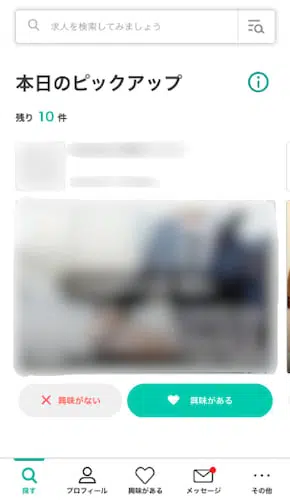 求人を検索してみましょう
本日のピックアップ
残り 10 件
興味がない
興味がある
探す
プロフィール
興味がある
メッセージ
その他